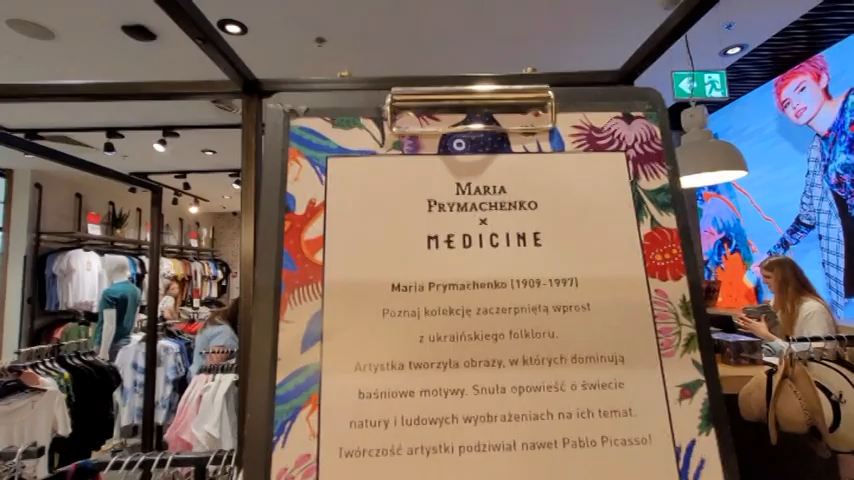 MARIA
PRYMACHENKO
×
MEDICINE
Maria Prymachenko (1909-1997)
Poznaj kolekcję zaczerpniętą wprost
z ukraińskiego folkloru.
Artystka tworzyła obrazy, w których dominują
baśniowe motywy. Snuła opowieść o świecie
natury i ludowych wyobrażeniach na ich temat.
Twórczość artystki podziwiał nawet Pablo Picasso!